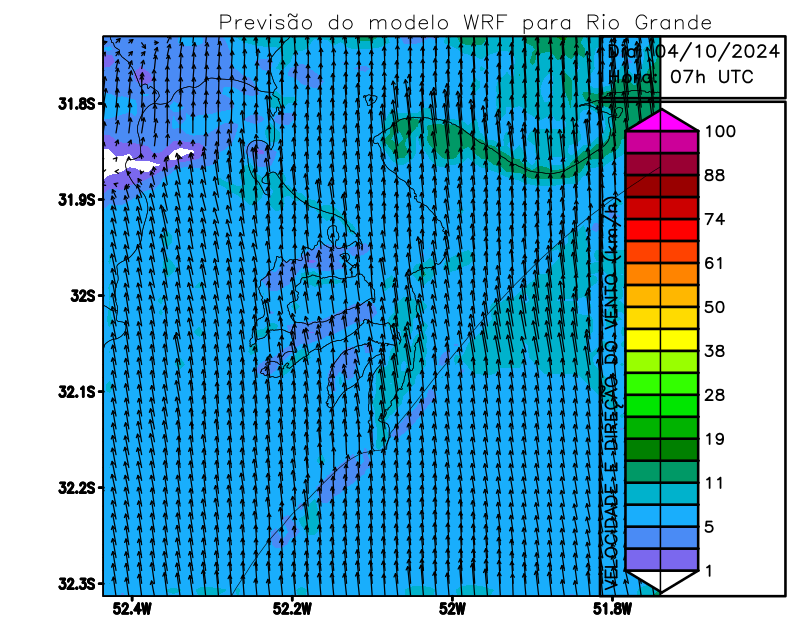 Previsão do modelo WRF para Rio Grande
Dia: 04/10/2024
Hora: 07h UTC
31.8S
31.9S
32S
32.1S
32.2S
32.3S
52.4W
52.2W
52W
51.8W
VELOCIDADE E DIREÇÃO DO VENTO (km/h)
100
88
74
61
50
38
28
19
11
5
1